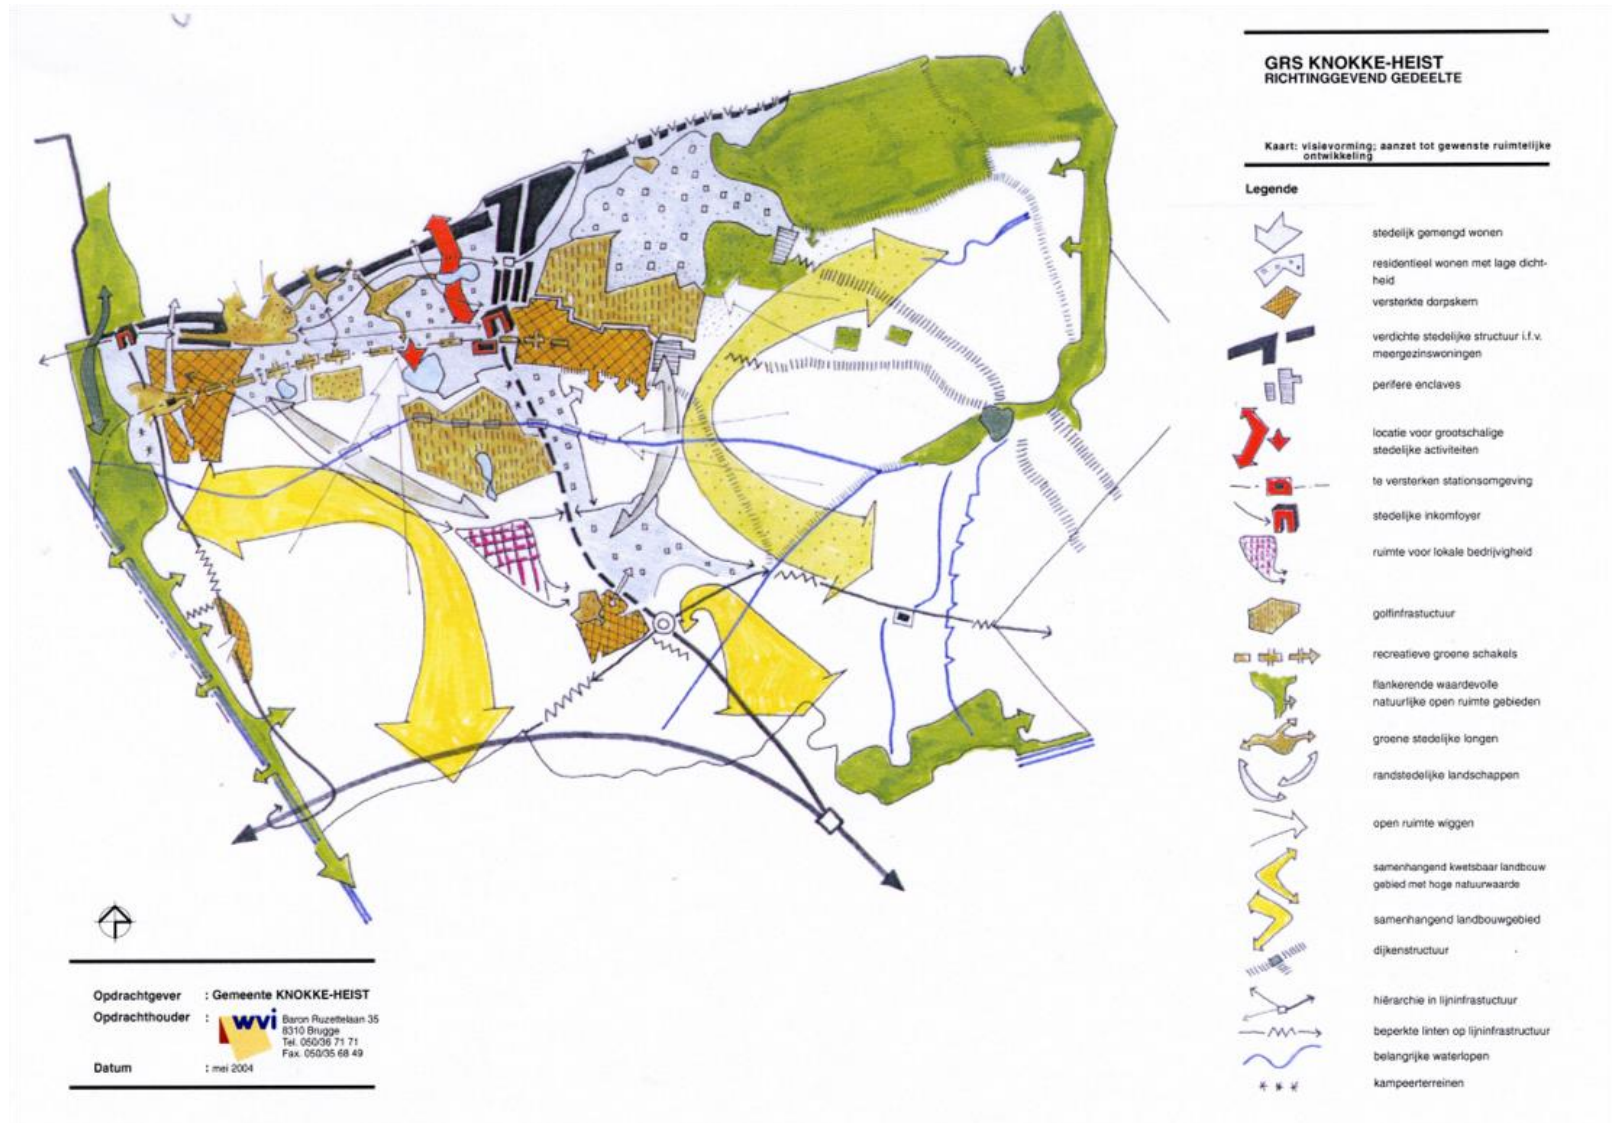 GRS KNOKKE-HEIST
RICHTINGGEVEND GEDEELTE
Kaart: visievorming; aanzet tot gewenste ruimtelijke
ontwikkeling
Legende
stedelijk gemengd wonen
residentieel wonen met lage dicht-
heid
versterkte dorpskern
verdichte stedelijke structuur i.f.v.
meergezinswoningen
perifere enclaves
locatie voor grootschalige
stedelijke activiteiten
te versterken stationsomgeving
stedelijke inkomfoyer
ruimte voor lokale bedrijvigheid
golfinfrastuctuur
recreatieve groene schakels
flankerende waardevolle
natuurlijke open ruimte gebieden
groene stedelijke longen
randstedelijke landschappen
open ruimte wiggen
samenhangend kwetsbaar landbouw
gebied met hoge natuurwaarde
samenhangend landbouwgebied
dijkenstructuur
hiërarchie in lijninfrastuctuur
beperkte linten op lijninfrastructuur
belangrijke waterlopen
kampeerterreinen
Opdrachtgever : Gemeente KNOKKE-HEIST
Opdrachthouder :
wvi
Baron Ruzettelaan 35
8310 Brugge
Tel. 050/36 71 71
Fax. 050/35 68 49
Datum : mei 2004